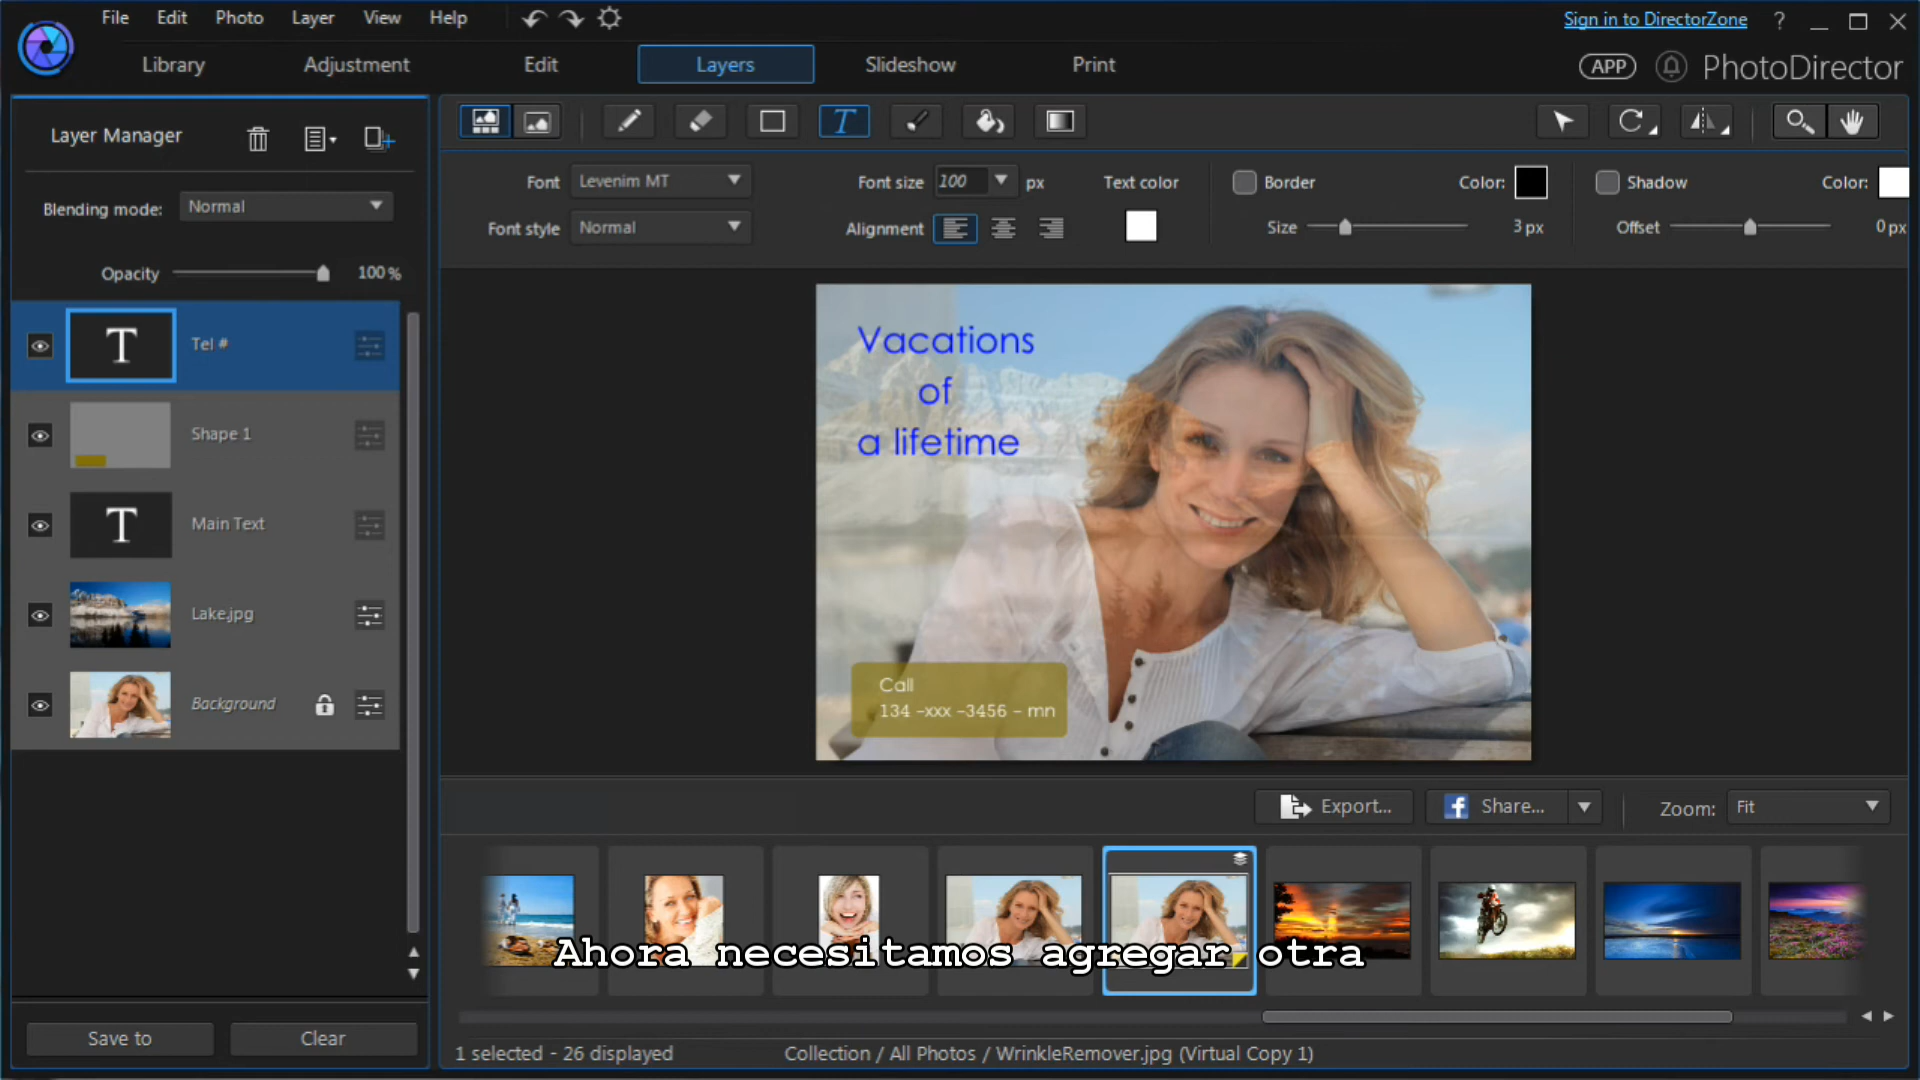 File Edit Photo Layer View Help
Sign in to DirectorZone ?
Library Adjustment Edit Layers Slideshow Print
APP PhotoDirector
Layer Manager
Blending mode: Normal
Opacity 100 %
T Tel #
Shape 1
T Main Text
Lake.jpg
Background
Save to Clear
T
Font Levenim MT Font size 100 px Text color Border Color: Shadow Color:
Font style Normal Alignment Size 3 px Offset 0 px
Vacations
of
a lifetime
Call
134 -xxx -3456 - mn
Export... f Share... Zoom: Fit
Ahora necesitamos agregar otra
1 selected - 26 displayed Collection / All Photos / WrinkleRemover.jpg (Virtual Copy 1)